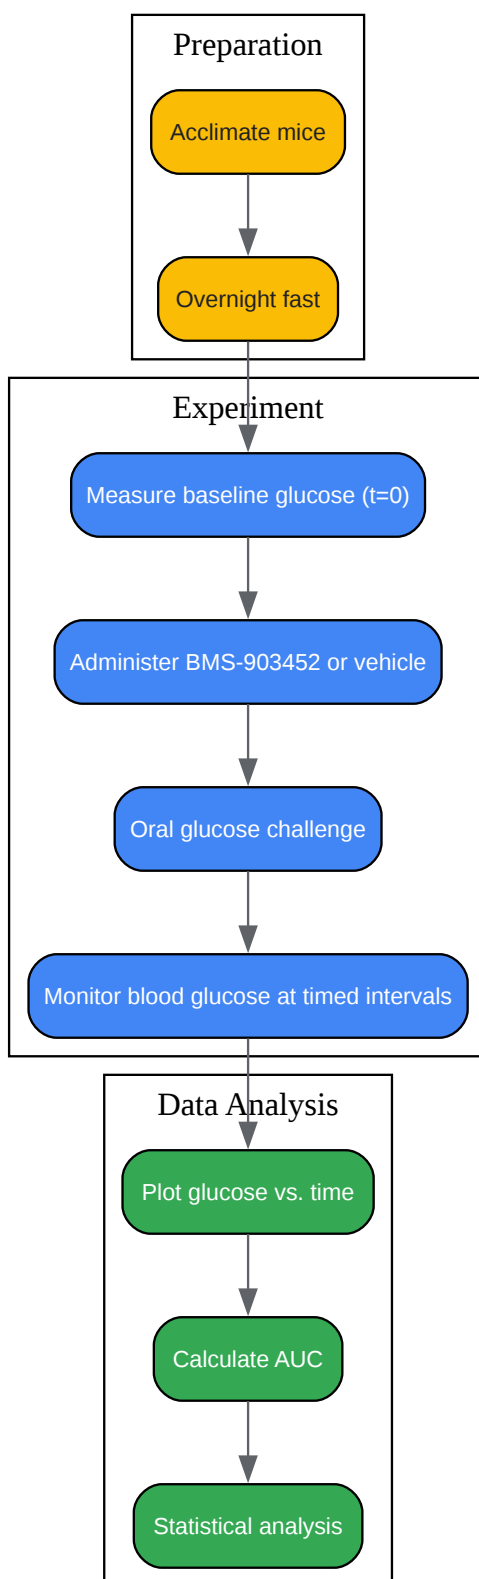 Preparation
Acclimate mice
Overnight fast
Experiment
Measure baseline glucose (t=0)
Administer BMS-903452 or vehicle
Oral glucose challenge
Monitor blood glucose at timed intervals
Data Analysis
Plot glucose vs. time
Calculate AUC
Statistical analysis